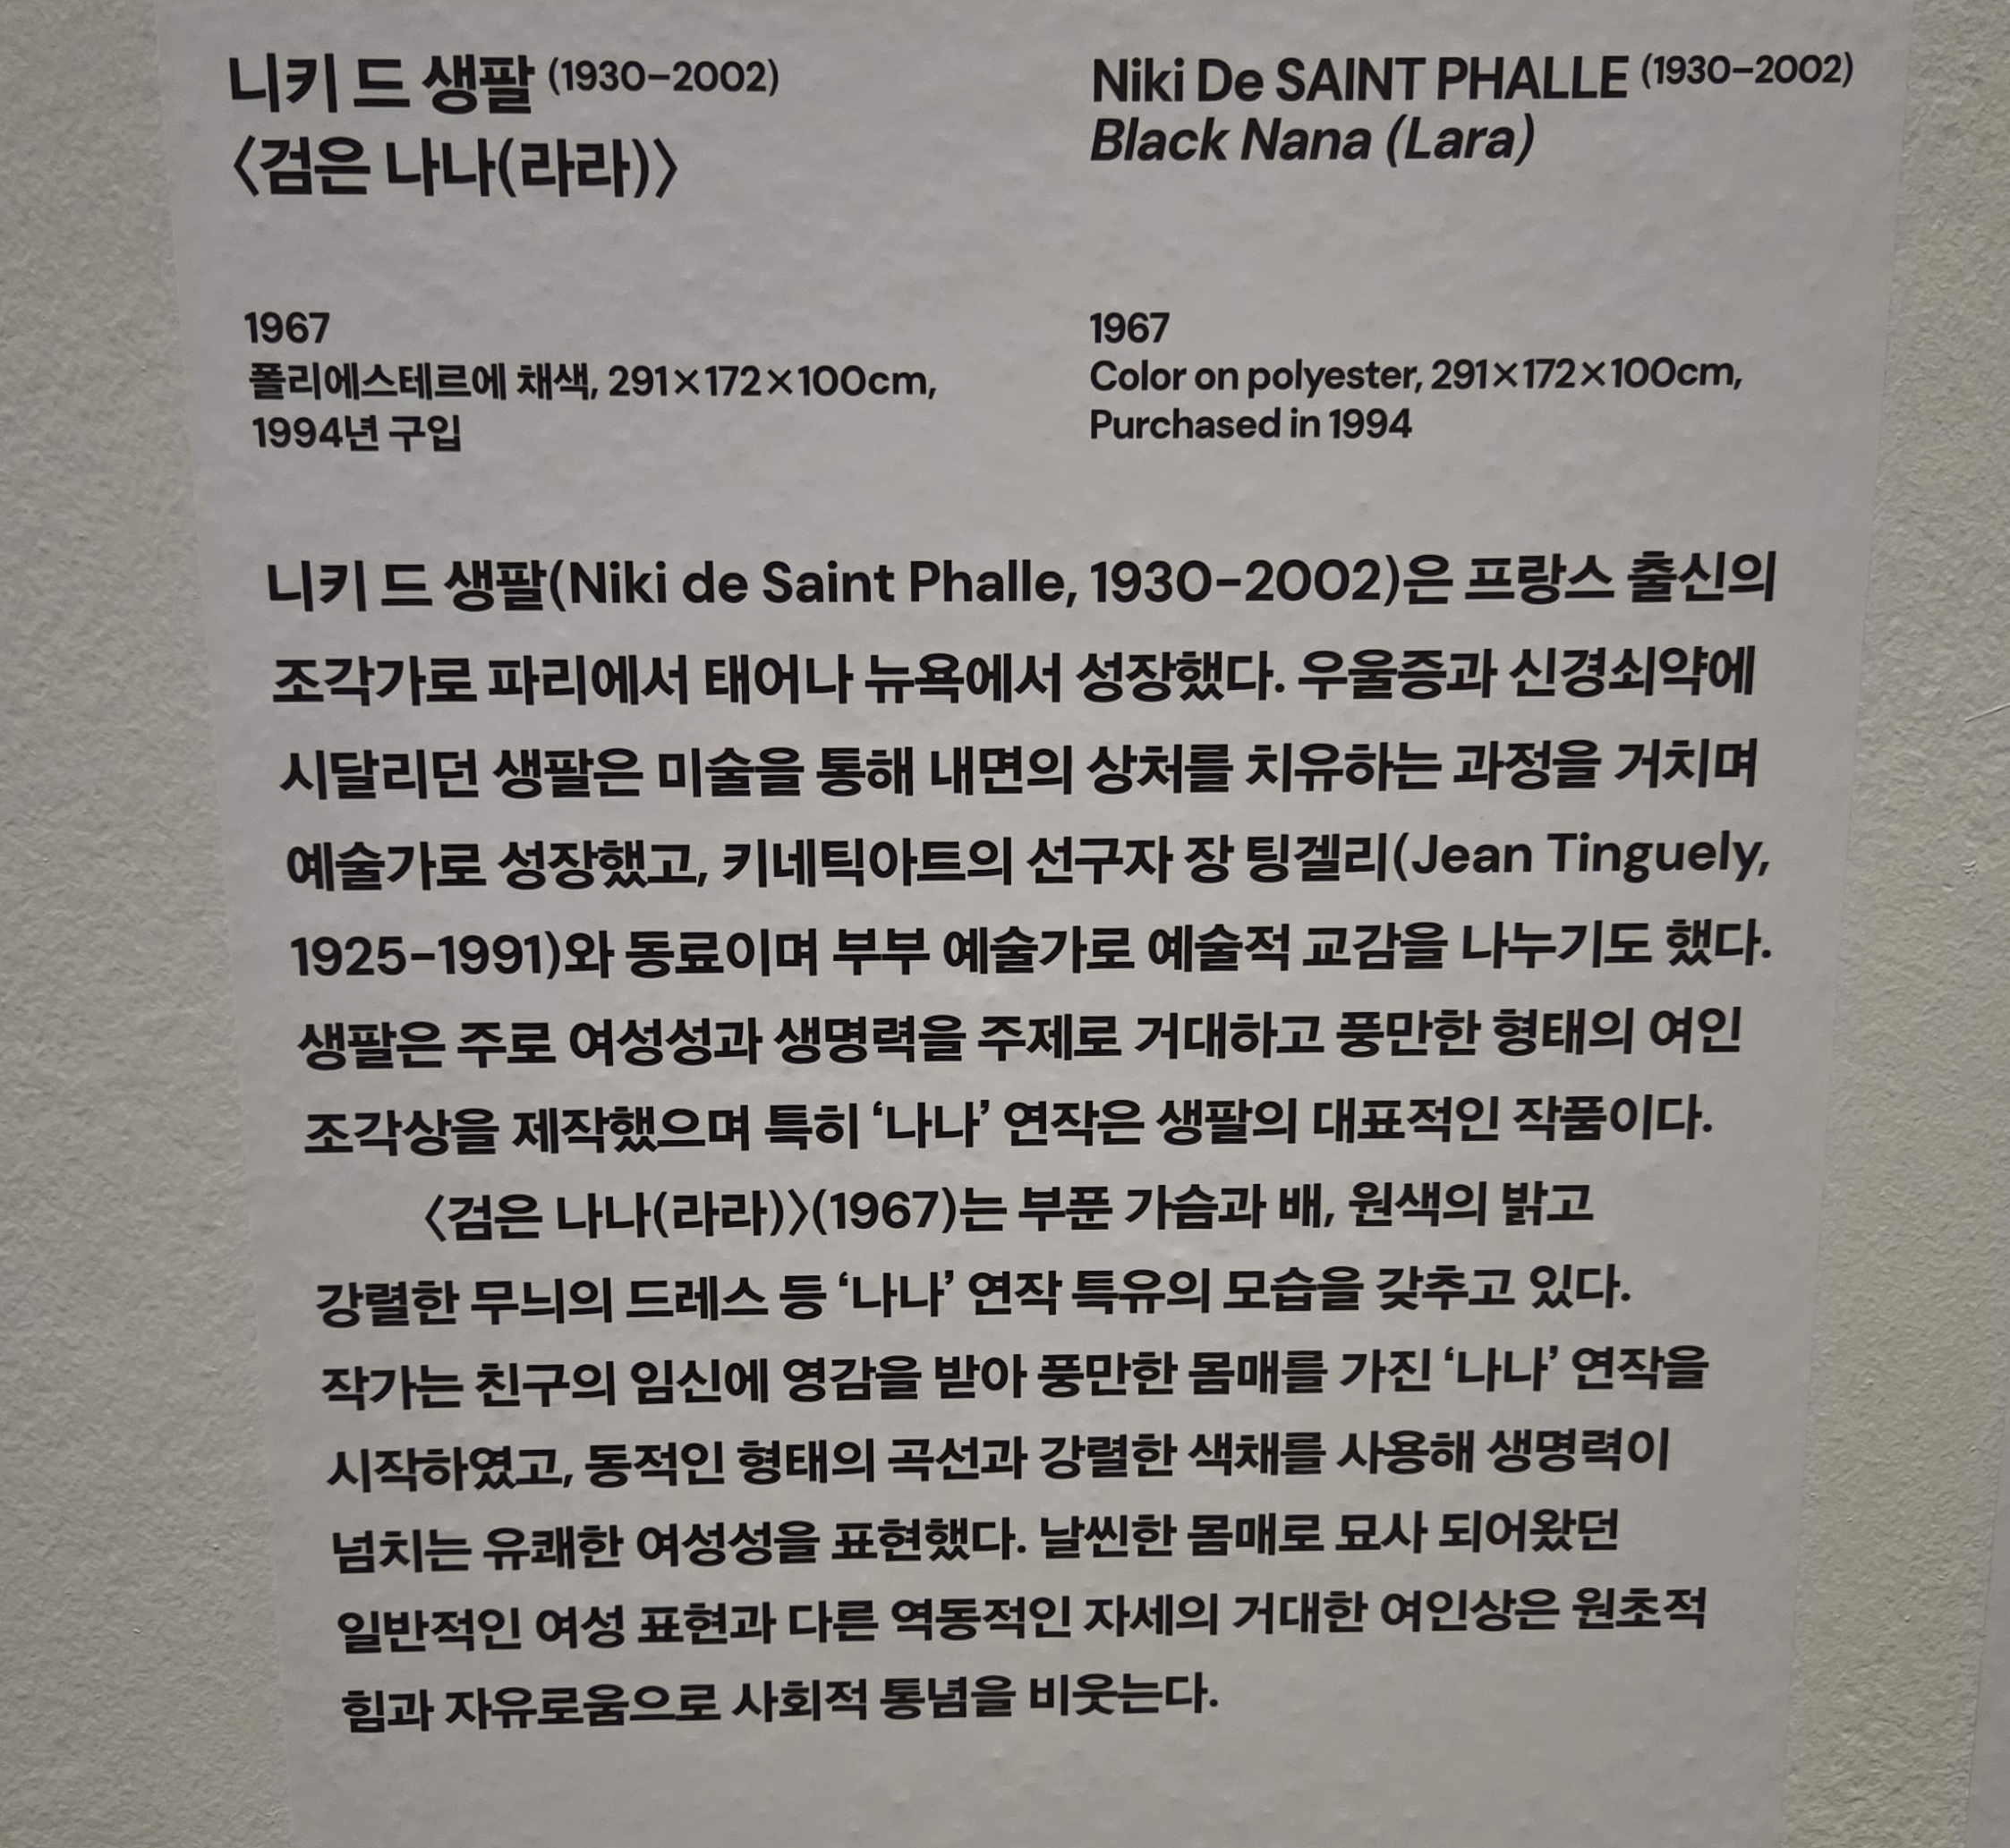 니키 드 생팔 (1930–2002)
〈검은 나나(라라)〉
Niki De SAINT PHALLE (1930–2002)
Black Nana (Lara)
1967
폴리에스테르에 채색, 291×172×100cm,
1994년 구입
1967
Color on polyester, 291×172×100cm,
Purchased in 1994
니키 드 생팔(Niki de Saint Phalle, 1930-2002)은 프랑스 출신의
조각가로 파리에서 태어나 뉴욕에서 성장했다. 우울증과 신경쇠약에
시달리던 생팔은 미술을 통해 내면의 상처를 치유하는 과정을 거치며
예술가로 성장했고, 키네틱아트의 선구자 장 팅겔리(Jean Tinguely,
1925-1991)와 동료이며 부부 예술가로 예술적 교감을 나누기도 했다.
생팔은 주로 여성성과 생명력을 주제로 거대하고 풍만한 형태의 여인
조각상을 제작했으며 특히 ‘나나’ 연작은 생팔의 대표적인 작품이다.
〈검은 나나(라라)〉(1967)는 부푼 가슴과 배, 원색의 밝고
강렬한 무늬의 드레스 등 ‘나나’ 연작 특유의 모습을 갖추고 있다.
작가는 친구의 임신에 영감을 받아 풍만한 몸매를 가진 ‘나나’ 연작을
시작하였고, 동적인 형태의 곡선과 강렬한 색채를 사용해 생명력이
넘치는 유쾌한 여성성을 표현했다. 날씬한 몸매로 묘사 되어왔던
일반적인 여성 표현과 다른 역동적인 자세의 거대한 여인상은 원초적
힘과 자유로움으로 사회적 통념을 비웃는다.